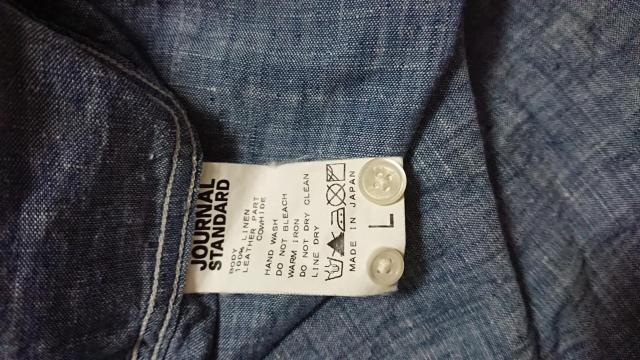 JOURNAL
STANDARD
BODY
100% LINEN
LEATHER PART
COWHIDE
HAND WASH
DO NOT BLEACH
WARM IRON
DO NOT DRY CLEAN
LINE DRY
MADE IN JAPAN
L